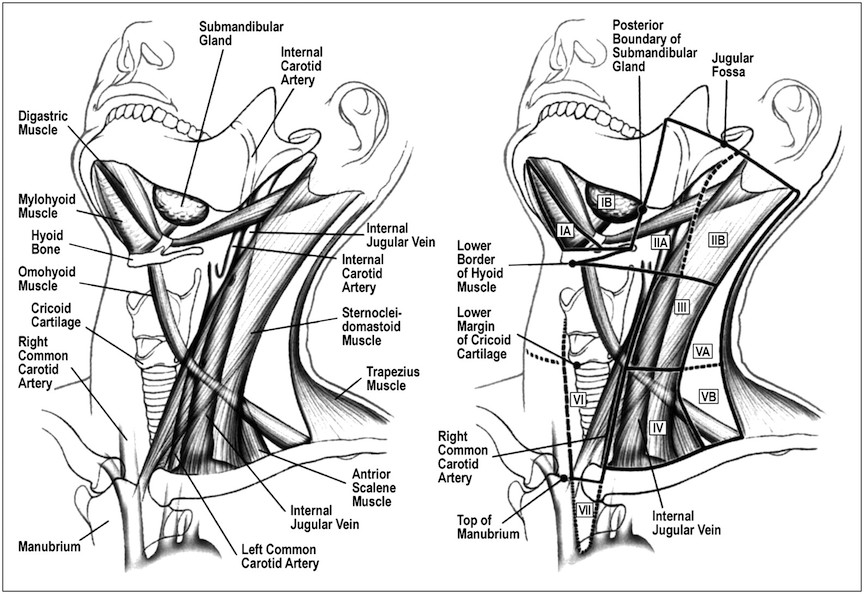 Submandibular
Gland
Internal
Carotid
Artery
Digastric
Muscle
Mylohyoid
Muscle
Hyoid
Bone
Omohyoid
Muscle
Cricoid
Cartilage
Right
Common
Carotid
Artery
Manubrium
Internal
Jugular Vein
Internal
Carotid
Artery
Sternoclei-
domastoid
Muscle
Trapezius
Muscle
Antrior
Scalene
Muscle
Internal
Jugular Vein
Left Common
Carotid Artery
Posterior
Boundary of
Submandibular
Gland
Jugular
Fossa
Lower
Border
of Hyoid
Muscle
Lower
Margin
of Cricoid
Cartilage
Right
Common
Carotid
Artery
Top of
Manubrium
Internal
Jugular Vein
IA
IB
IIA
IIB
III
VA
VB
VI
IV
VII